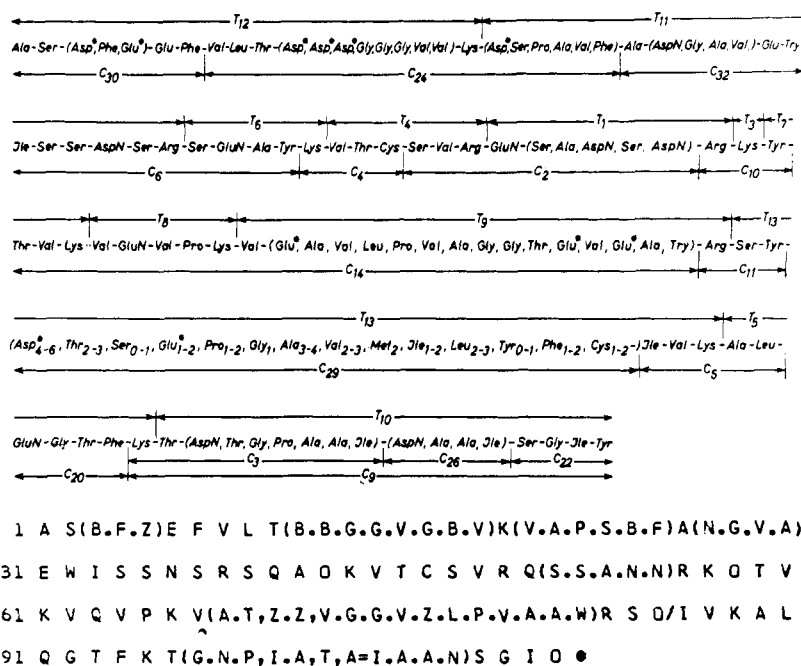 T12 T11
Ala-Ser-(Asp*,Phe,Glu*)-Glu-Phe-Val-Leu-Thr-(Asp*,Asp*,Asp*,Gly,Gly,Gly,Val,Val)-Lys-(Asp*,Ser,Pro,Ala,Val,Phe)-Ala-(AspN,Gly,Ala,Val,)-Glu-Try
C30 C24 C32
T6 T4 T1 T3 T7
Jle-Ser-Ser-AspN-Ser-Arg-Ser-GluN-Ala-Tyr-Lys-Val-Thr-Cys-Ser-Val-Arg-GluN-(Ser, Ala, AspN, Ser, AspN)-Arg-Lys-Tyr-
C6 C4 C2 C10
T8 T9 T13
Thr-Val-Lys-Val-GluN-Val-Pro-Lys-Val-(Glu*, Ala, Val, Leu, Pro, Val, Ala, Gly, Gly, Thr, Glu*, Val, Glu*, Ala, Try)-Arg-Ser-Tyr-
C14 C11
T13 T5
(Asp*4-6, Thr2-3, Ser0-1, Glu*1-2, Pro1-2, Gly1, Ala3-4, Val2-3, Met2, Jle1-2, Leu2-3, Tyr0-1, Phe1-2, Cys1-2-)Jle-Val-Lys-Ala-Leu-
C29 C5
T10
GluN-Gly-Thr-Phe-Lys-Thr-(AspN, Thr, Gly, Pro, Ala, Ala, Jle)-(AspN, Ala, Ala, Jle)-Ser-Gly-Jle-Tyr
C3 C26 C22
C20 C9
1 A S(B.F.Z)E F V L T(B.B.G.G.V.G.B.V)K(V.A.P.S.B.F)A(N.G.V.A)
31 E W I S S N S R S Q A O K V T C S V R Q(S.S.A.N.N)R K O T V
61 K V Q V P K V(A.T,Z.Z,V.G.G.V.Z.L.P.V.A.A.W)R S O/I V K A L
91 Q G T F K T(G.N.P,I.A,T,A=I.A.A.N)S G I O ●